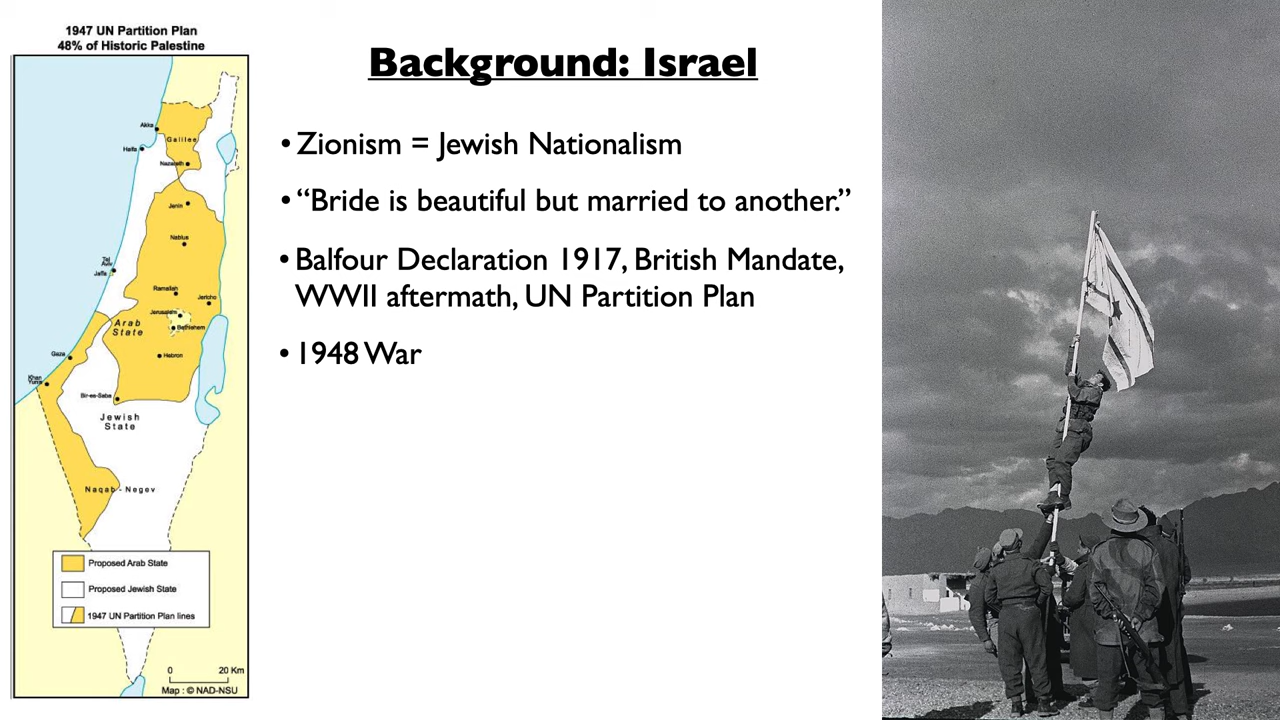 1947 UN Partition Plan
48% of Historic Palestine
Background: Israel
• Zionism = Jewish Nationalism
• “Bride is beautiful but married to another.”
• Balfour Declaration 1917, British Mandate,
WWII aftermath, UN Partition Plan
• 1948 War
Akka
Galilee
Haifa
Nazareth
Jenin
Nablus
Tel
Aviv
Jaffa
Ramallah
Jericho
Jerusalem
Arab
State
Bethlehem
Gaza
Hebron
Khan
Yunis
Bir-es-Saba
Jewish
State
Naqab - Negev
Proposed Arab State
Proposed Jewish State
1947 UN Partition Plan lines
0 20 Km
Map : © NAD-NSU